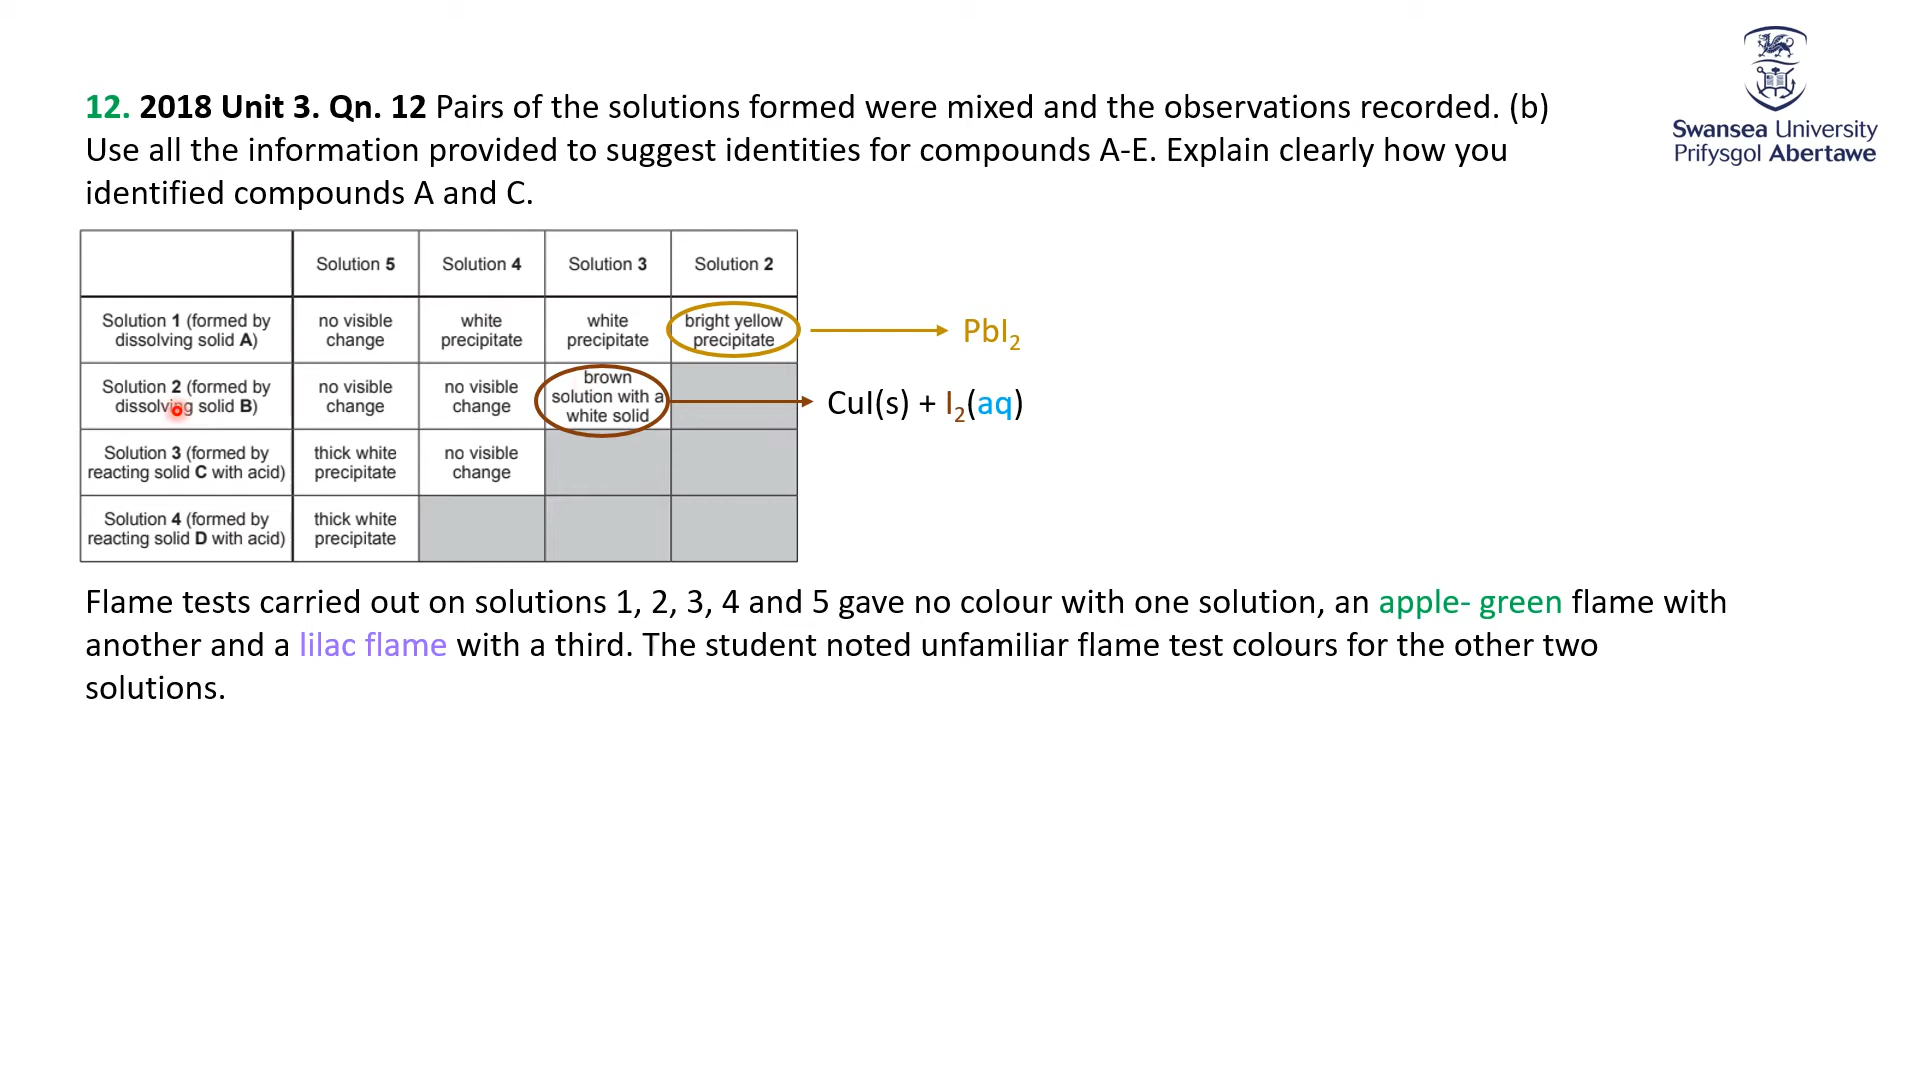 Swansea University
Prifysgol Abertawe
12. 2018 Unit 3. Qn. 12 Pairs of the solutions formed were mixed and the observations recorded. (b)
Use all the information provided to suggest identities for compounds A-E. Explain clearly how you
identified compounds A and C.
Solution 5
Solution 4
Solution 3
Solution 2
Solution 1 (formed by
dissolving solid A)
no visible
change
white
precipitate
white
precipitate
bright yellow
precipitate
PbI₂
Solution 2 (formed by
dissolving solid B)
no visible
change
no visible
change
brown
solution with a
white solid
CuI(s) + I₂(aq)
Solution 3 (formed by
reacting solid C with acid)
thick white
precipitate
no visible
change
Solution 4 (formed by
reacting solid D with acid)
thick white
precipitate
Flame tests carried out on solutions 1, 2, 3, 4 and 5 gave no colour with one solution, an apple- green flame with
another and a lilac flame with a third. The student noted unfamiliar flame test colours for the other two
solutions.